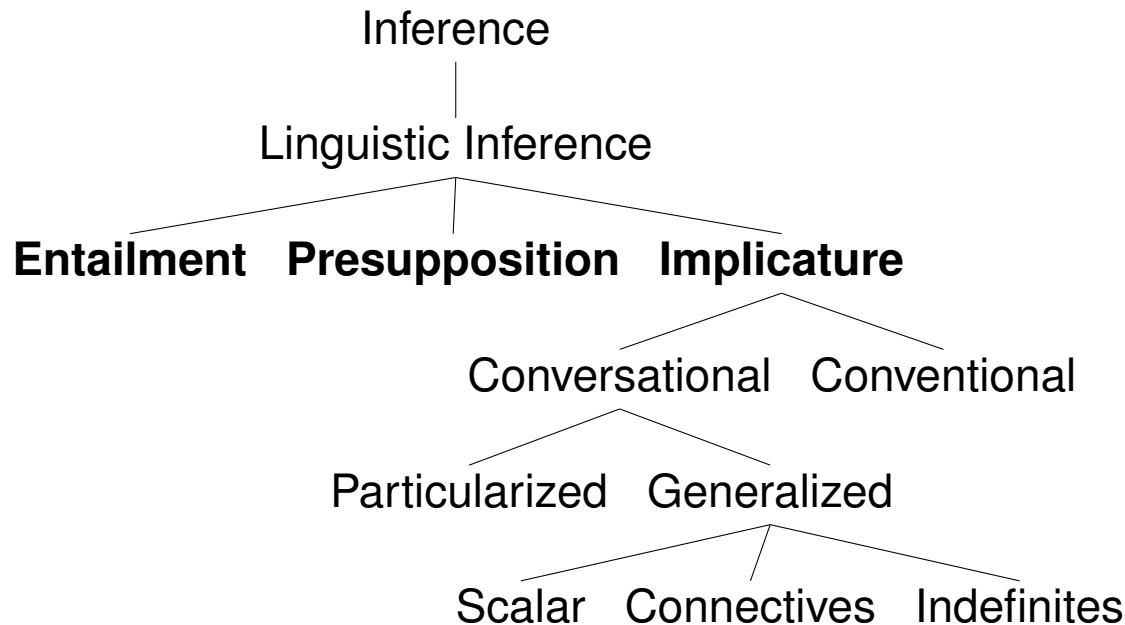 Inference
Linguistic Inference
Entailment Presupposition Implicature
Conversational Conventional
Particularized Generalized
Scalar Connectives Indefinites